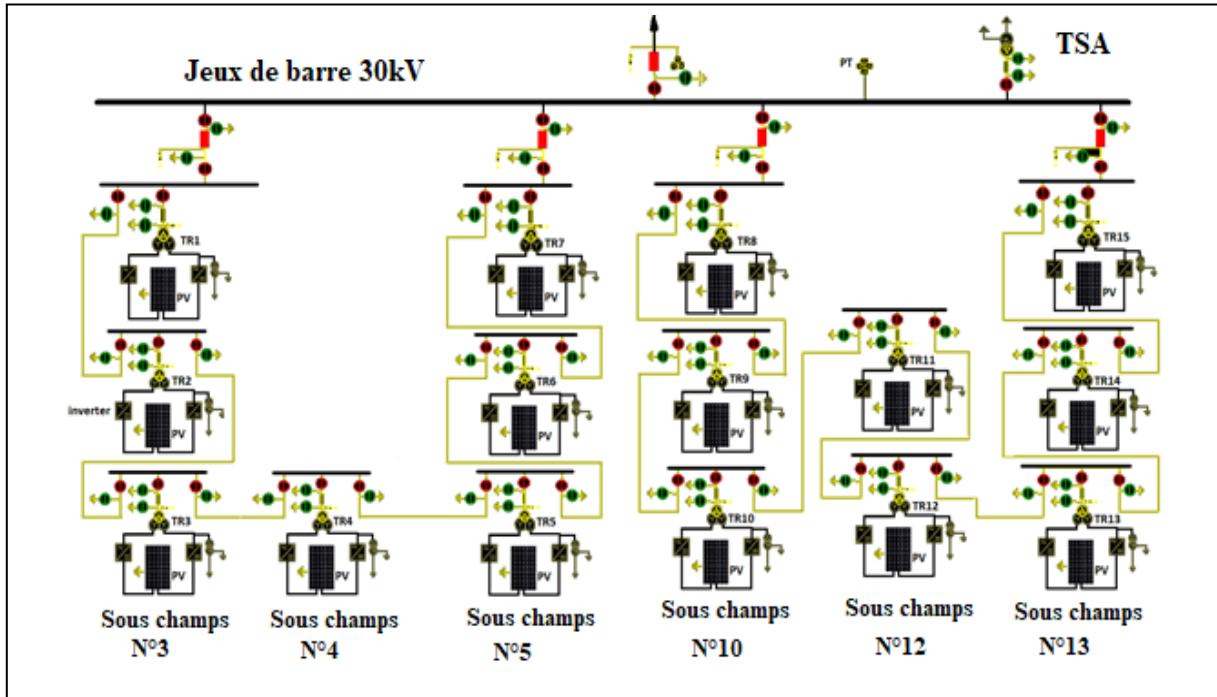 TSA
Jeux de barre 30kV
PT
TR1
TR7
TR8
TR15
PV
PV
PV
PV
TR11
TR2
TR6
TR9
TR14
inverter
PV
PV
PV
PV
PV
TR3
TR4
TR5
TR10
TR12
TR13
PV
PV
PV
PV
PV
PV
Sous champs
N°3
Sous champs
N°4
Sous champs
N°5
Sous champs
N°10
Sous champs
N°12
Sous champs
N°13